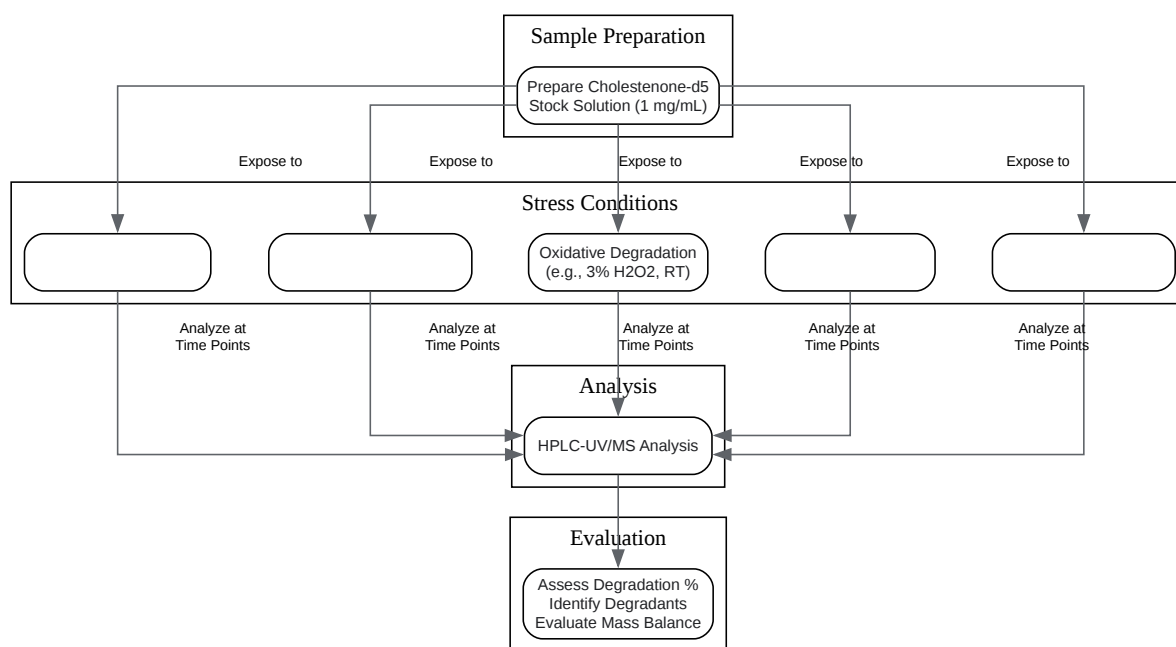 Sample Preparation
Prepare Cholestenone-d5
Stock Solution (1 mg/mL)
Expose to
Expose to
Expose to
Expose to
Expose to
Stress Conditions
Oxidative Degradation
(e.g., 3% H2O2, RT)
Analyze at
Time Points
Analyze at
Time Points
Analyze at
Time Points
Analyze at
Time Points
Analyze at
Time Points
Analysis
HPLC-UV/MS Analysis
Evaluation
Assess Degradation %
Identify Degradants
Evaluate Mass Balance